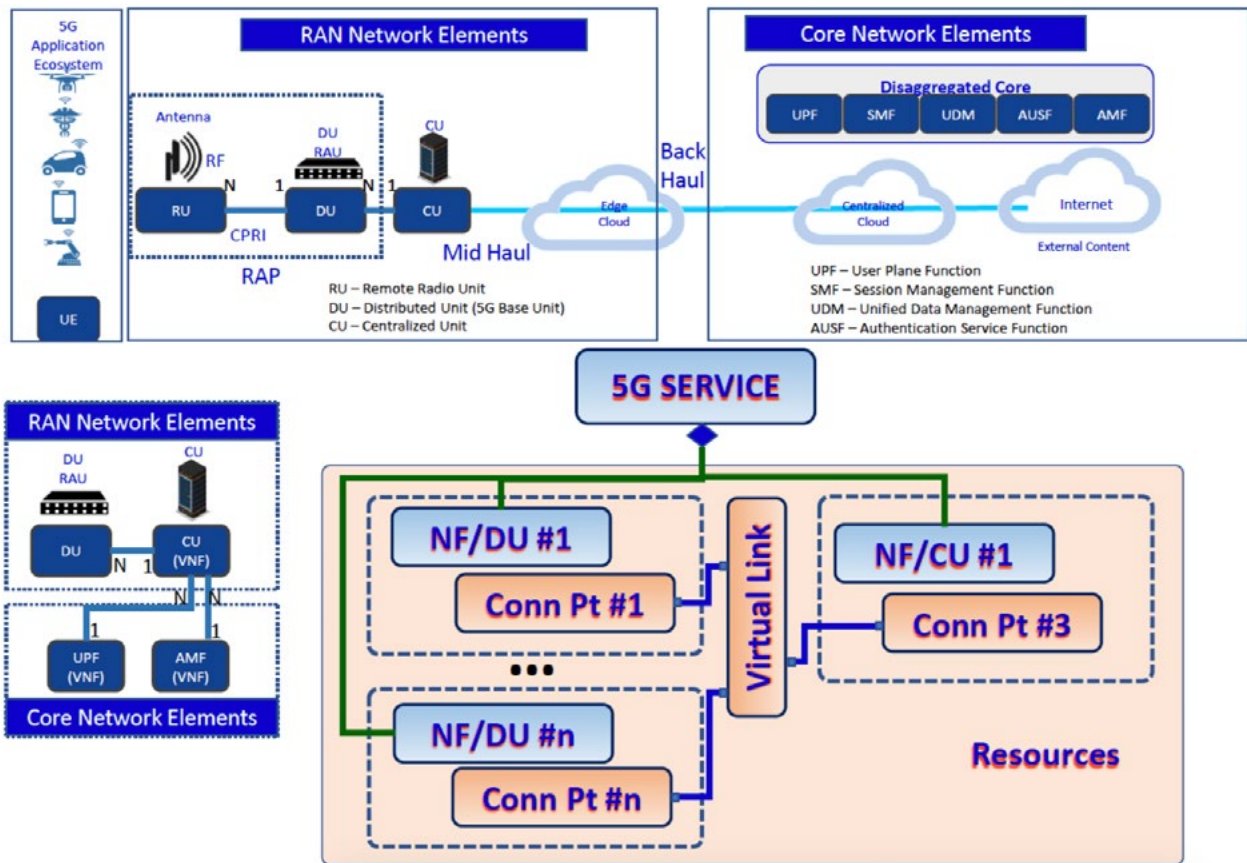 5G
Application
Ecosystem
UE
RAN Network Elements
Antenna
RF
DU
RAU
CU
N
1
N
1
RU
DU
CU
CPRI
RAP
Mid Haul
RU – Remote Radio Unit
DU – Distributed Unit (5G Base Unit)
CU – Centralized Unit
Edge
Cloud
Back
Haul
Core Network Elements
Disaggregated Core
UPF
SMF
UDM
AUSF
AMF
Centralized
Cloud
Internet
External Content
UPF – User Plane Function
SMF – Session Management Function
UDM – Unified Data Management Function
AUSF – Authentication Service Function
RAN Network Elements
DU
RAU
CU
DU
CU
(VNF)
N
1
N
N
1
1
UPF
(VNF)
AMF
(VNF)
Core Network Elements
5G SERVICE
NF/DU #1
Conn Pt #1
...
NF/DU #n
Conn Pt #n
Virtual Link
NF/CU #1
Conn Pt #3
Resources